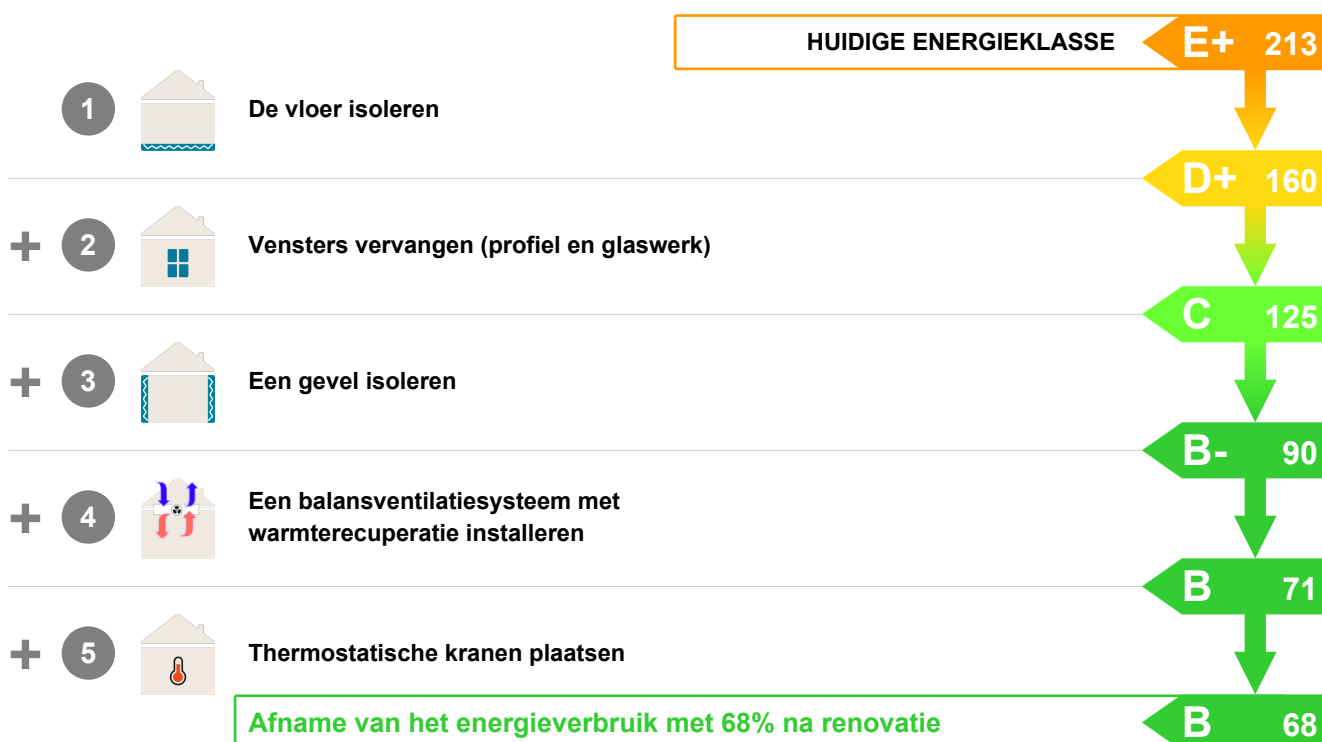 HUIDIGE ENERGIEKLASSE E+ 213
1 De vloer isoleren
D+ 160
+ 2 Vensters vervangen (profiel en glaswerk)
C 125
+ 3 Een gevel isoleren
B- 90
+ 4 Een balansventilatiesysteem met
warmterecuperatie installeren
B 71
+ 5 Thermostatische kranen plaatsen
Afname van het energieverbruik met 68% na renovatie B 68